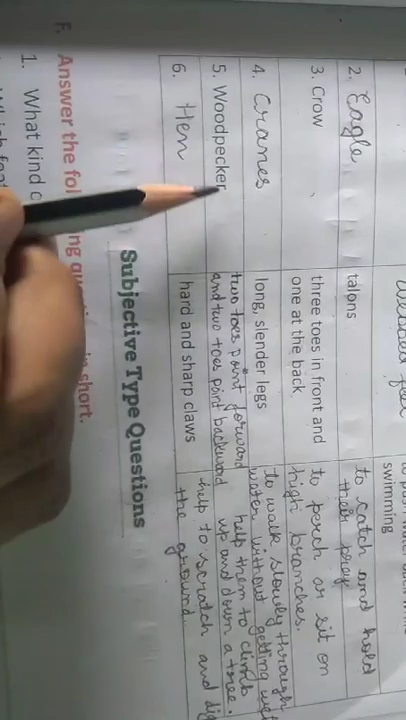 webbed feet
swimming
2. Eagle
talons
to catch and hold
their prey.
3. Crow
three toes in front and
one at the back
to perch or sit on
high branches.
4. Cranes
long, slender legs
to walk slowly through
water without getting wet
5. Woodpecker
two toes point forward
and two toes point backward
help them to climb
up and down a tree.
6. Hen
hard and sharp claws
help to scratch and dig
the ground.
Subjective Type Questions
F. Answer the in short.
1. What kind